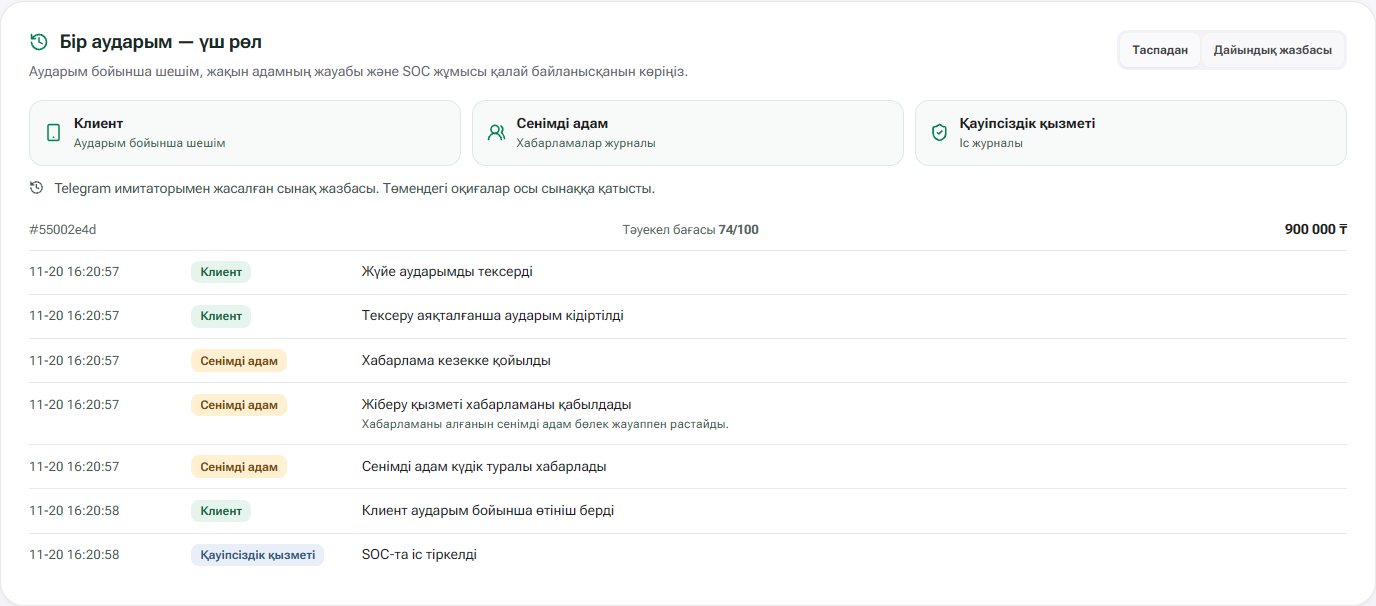 Бір аударым — үш рөл
Аударым бойынша шешім, жақын адамның жауабы және SOC жұмысы қалай байланысқанын көріңіз.
Таспадан
Дайындық жазбасы
Клиент
Аударым бойынша шешім
Сенімді адам
Хабарламалар журналы
Қауіпсіздік қызметі
Іс журналы
Telegram имитаторымен жасалған сынақ жазбасы. Төмендегі оқиғалар осы сынаққа қатысты.
#55002e4d Тәуекел бағасы 74/100 900 000 ₸
11-20 16:20:57 Клиент Жүйе аударымды тексерді
11-20 16:20:57 Клиент Тексеру аяқталғанша аударым кідіртілді
11-20 16:20:57 Сенімді адам Хабарлама кезекке қойылды
11-20 16:20:57 Сенімді адам Жіберу қызметі хабарламаны қабылдады
Хабарламаны алғанын сенімді адам бөлек жауаппен растайды.
11-20 16:20:57 Сенімді адам Сенімді адам күдік туралы хабарлады
11-20 16:20:58 Клиент Клиент аударым бойынша өтініш берді
11-20 16:20:58 Қауіпсіздік қызметі SOC-та іс тіркелді